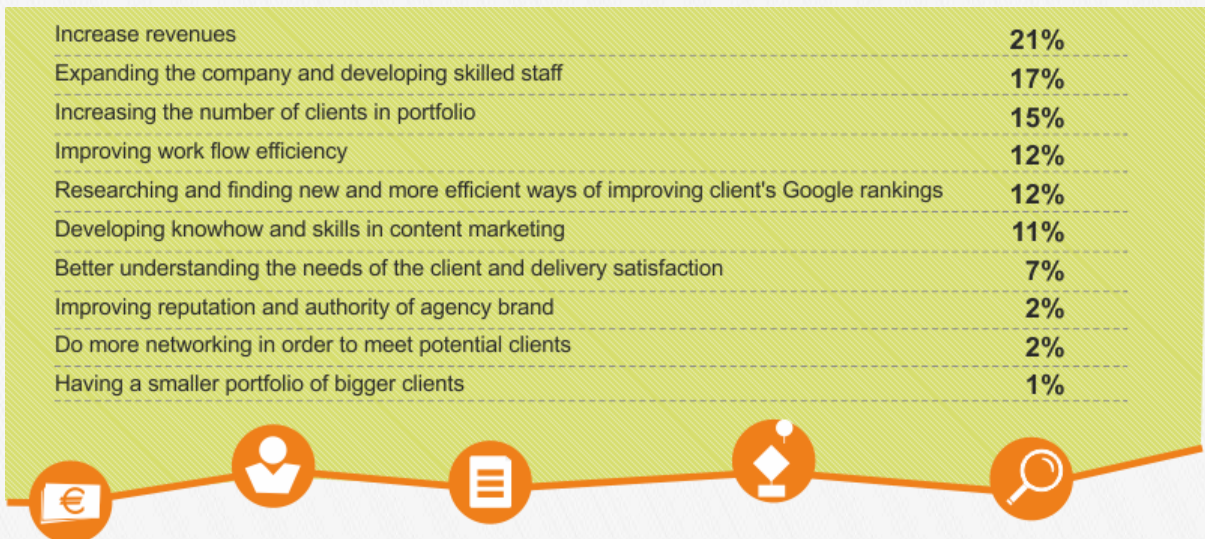 Increase revenues 21%
Expanding the company and developing skilled staff 17%
Increasing the number of clients in portfolio 15%
Improving work flow efficiency 12%
Researching and finding new and more efficient ways of improving client's Google rankings 12%
Developing knowhow and skills in content marketing 11%
Better understanding the needs of the client and delivery satisfaction 7%
Improving reputation and authority of agency brand 2%
Do more networking in order to meet potential clients 2%
Having a smaller portfolio of bigger clients 1%
€